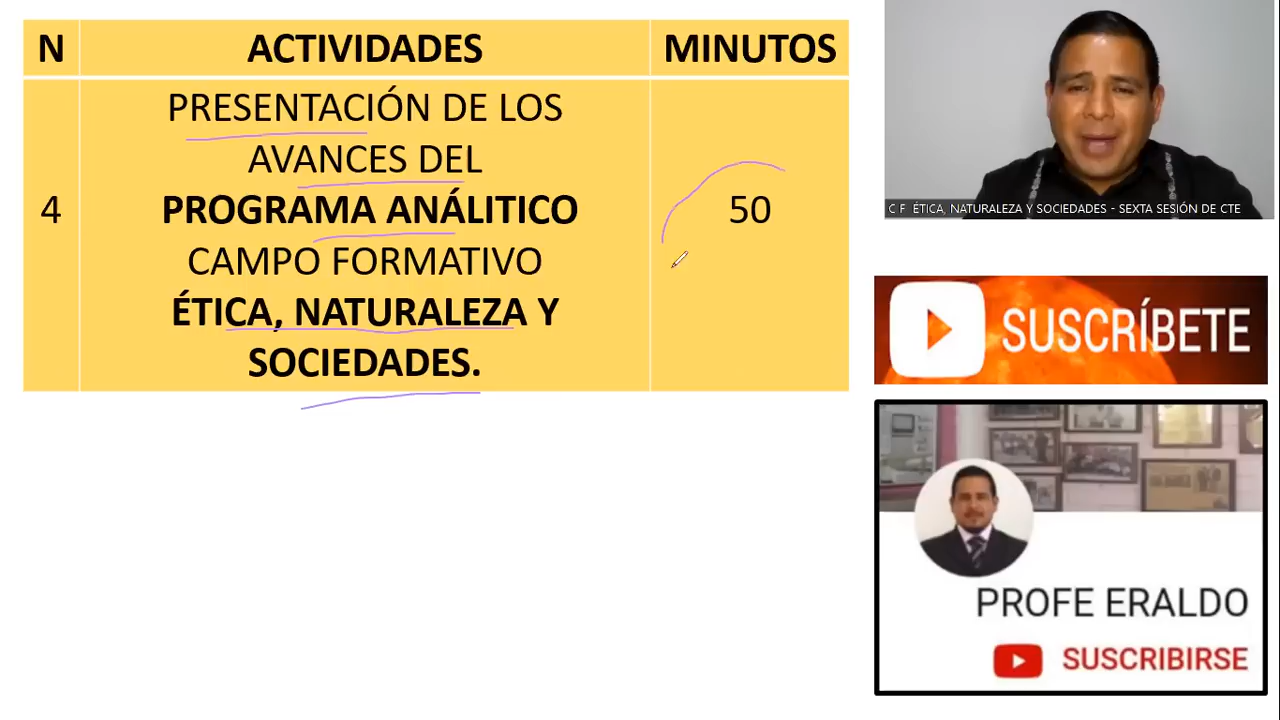 N ACTIVIDADES MINUTOS
4 PRESENTACIÓN DE LOS
AVANCES DEL
PROGRAMA ANÁLITICO
CAMPO FORMATIVO
ÉTICA, NATURALEZA Y
SOCIEDADES.
50
C F ÉTICA, NATURALEZA Y SOCIEDADES - SEXTA SESIÓN DE CTE
SUSCRÍBETE
PROFE ERALDO
SUSCRIBIRSE